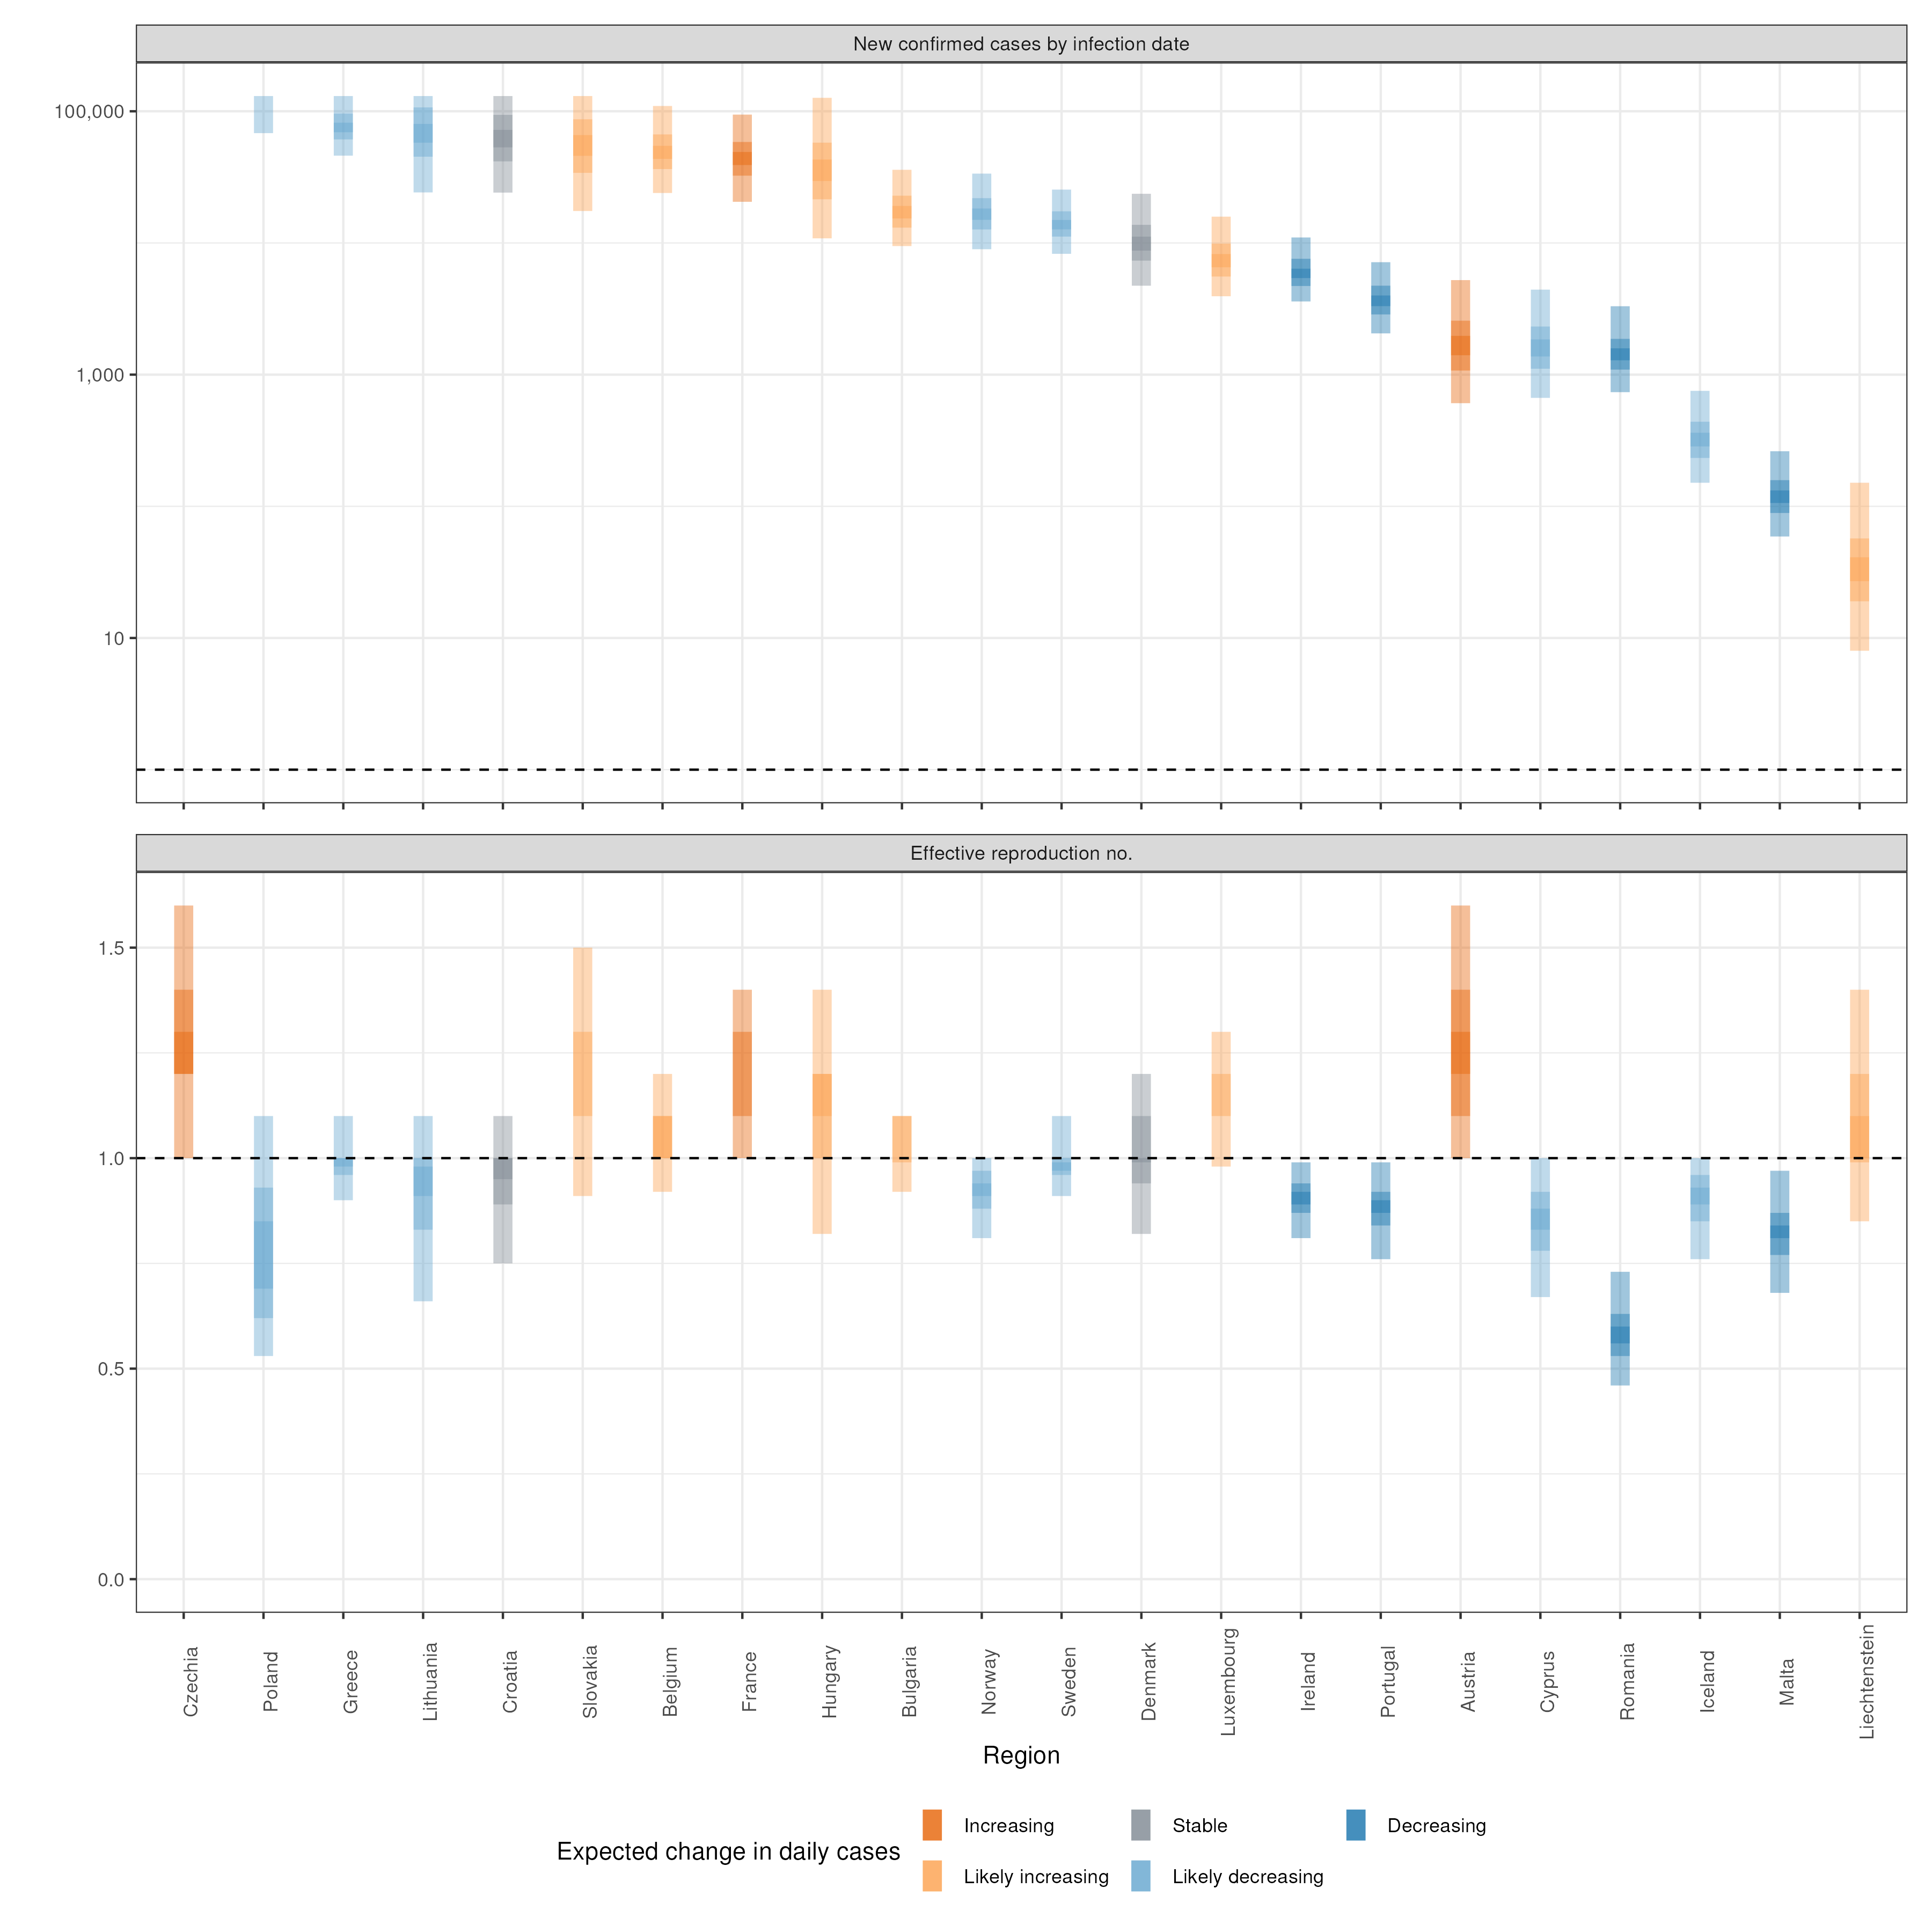 New confirmed cases by infection date
100,000
1,000
10
Effective reproduction no.
1.5
1.0
0.5
0.0
Czechia
Poland
Greece
Lithuania
Croatia
Slovakia
Belgium
France
Hungary
Bulgaria
Norway
Sweden
Denmark
Luxembourg
Ireland
Portugal
Austria
Cyprus
Romania
Iceland
Malta
Liechtenstein
Region
Expected change in daily cases
Increasing
Stable
Decreasing
Likely increasing
Likely decreasing